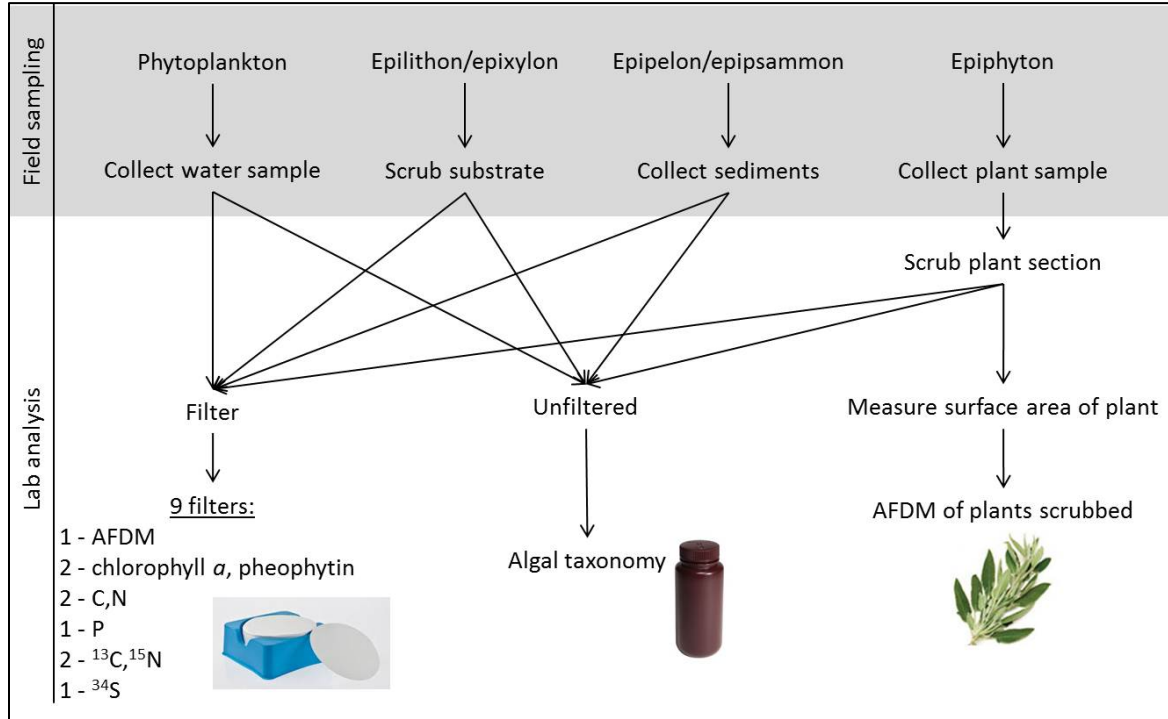 Field sampling
Phytoplankton
Epilithon/epixylon
Epipelon/epipsammon
Epiphyton
Collect water sample
Scrub substrate
Collect sediments
Collect plant sample
Lab analysis
Scrub plant section
Filter
Unfiltered
Measure surface area of plant
9 filters:
1 - AFDM
2 - chlorophyll a, pheophytin
2 - C,N
1 - P
2 - ¹³C,¹⁵N
1 - ³⁴S
Algal taxonomy
AFDM of plants scrubbed